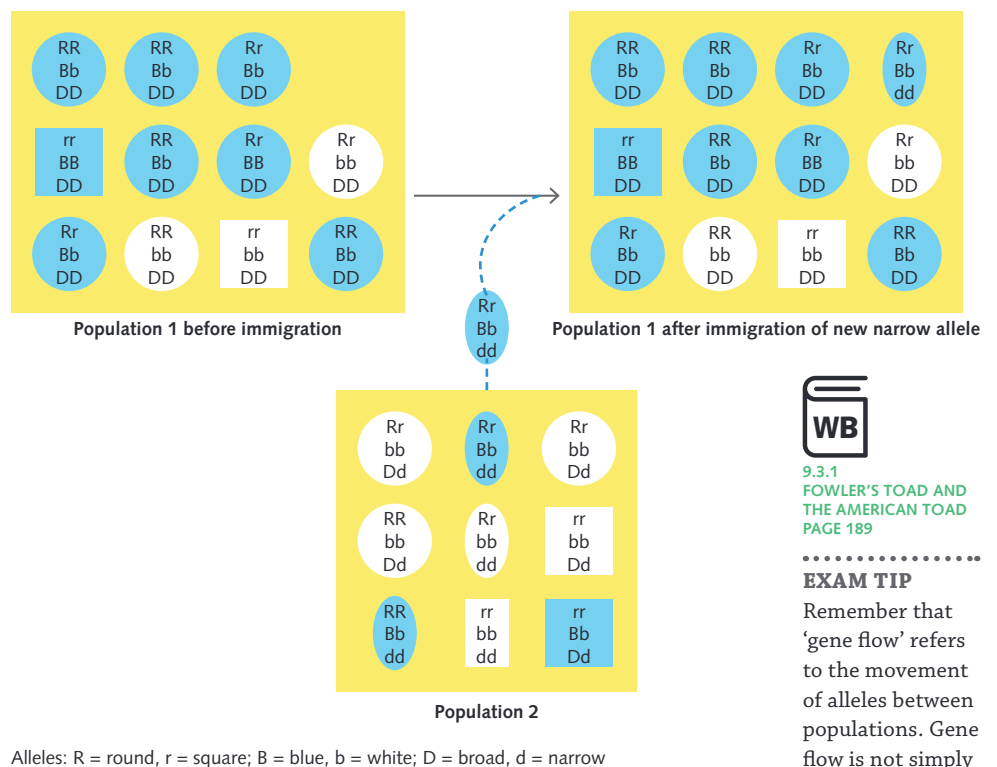 RR
Bb
DD
RR
Bb
DD
Rr
Bb
DD
rr
BB
DD
RR
Bb
DD
Rr
BB
DD
Rr
bb
DD
Rr
Bb
DD
RR
bb
DD
rr
bb
DD
RR
Bb
DD
Population 1 before immigration
RR
Bb
DD
RR
Bb
DD
Rr
Bb
DD
Rr
Bb
dd
rr
BB
DD
RR
Bb
DD
Rr
BB
DD
Rr
bb
DD
Rr
Bb
DD
RR
bb
DD
rr
bb
DD
RR
Bb
DD
Population 1 after immigration of new narrow allele
Rr
Bb
dd
Rr
bb
Dd
Rr
Bb
dd
Rr
bb
Dd
RR
bb
Dd
Rr
bb
dd
rr
bb
Dd
RR
Bb
dd
rr
bb
dd
rr
Bb
Dd
Population 2
Alleles: R = round, r = square; B = blue, b = white; D = broad, d = narrow
WB
9.3.1
FOWLER'S TOAD AND
THE AMERICAN TOAD
PAGE 189
EXAM TIP
Remember that
‘gene flow’ refers
to the movement
of alleles between
populations. Gene
flow is not simply